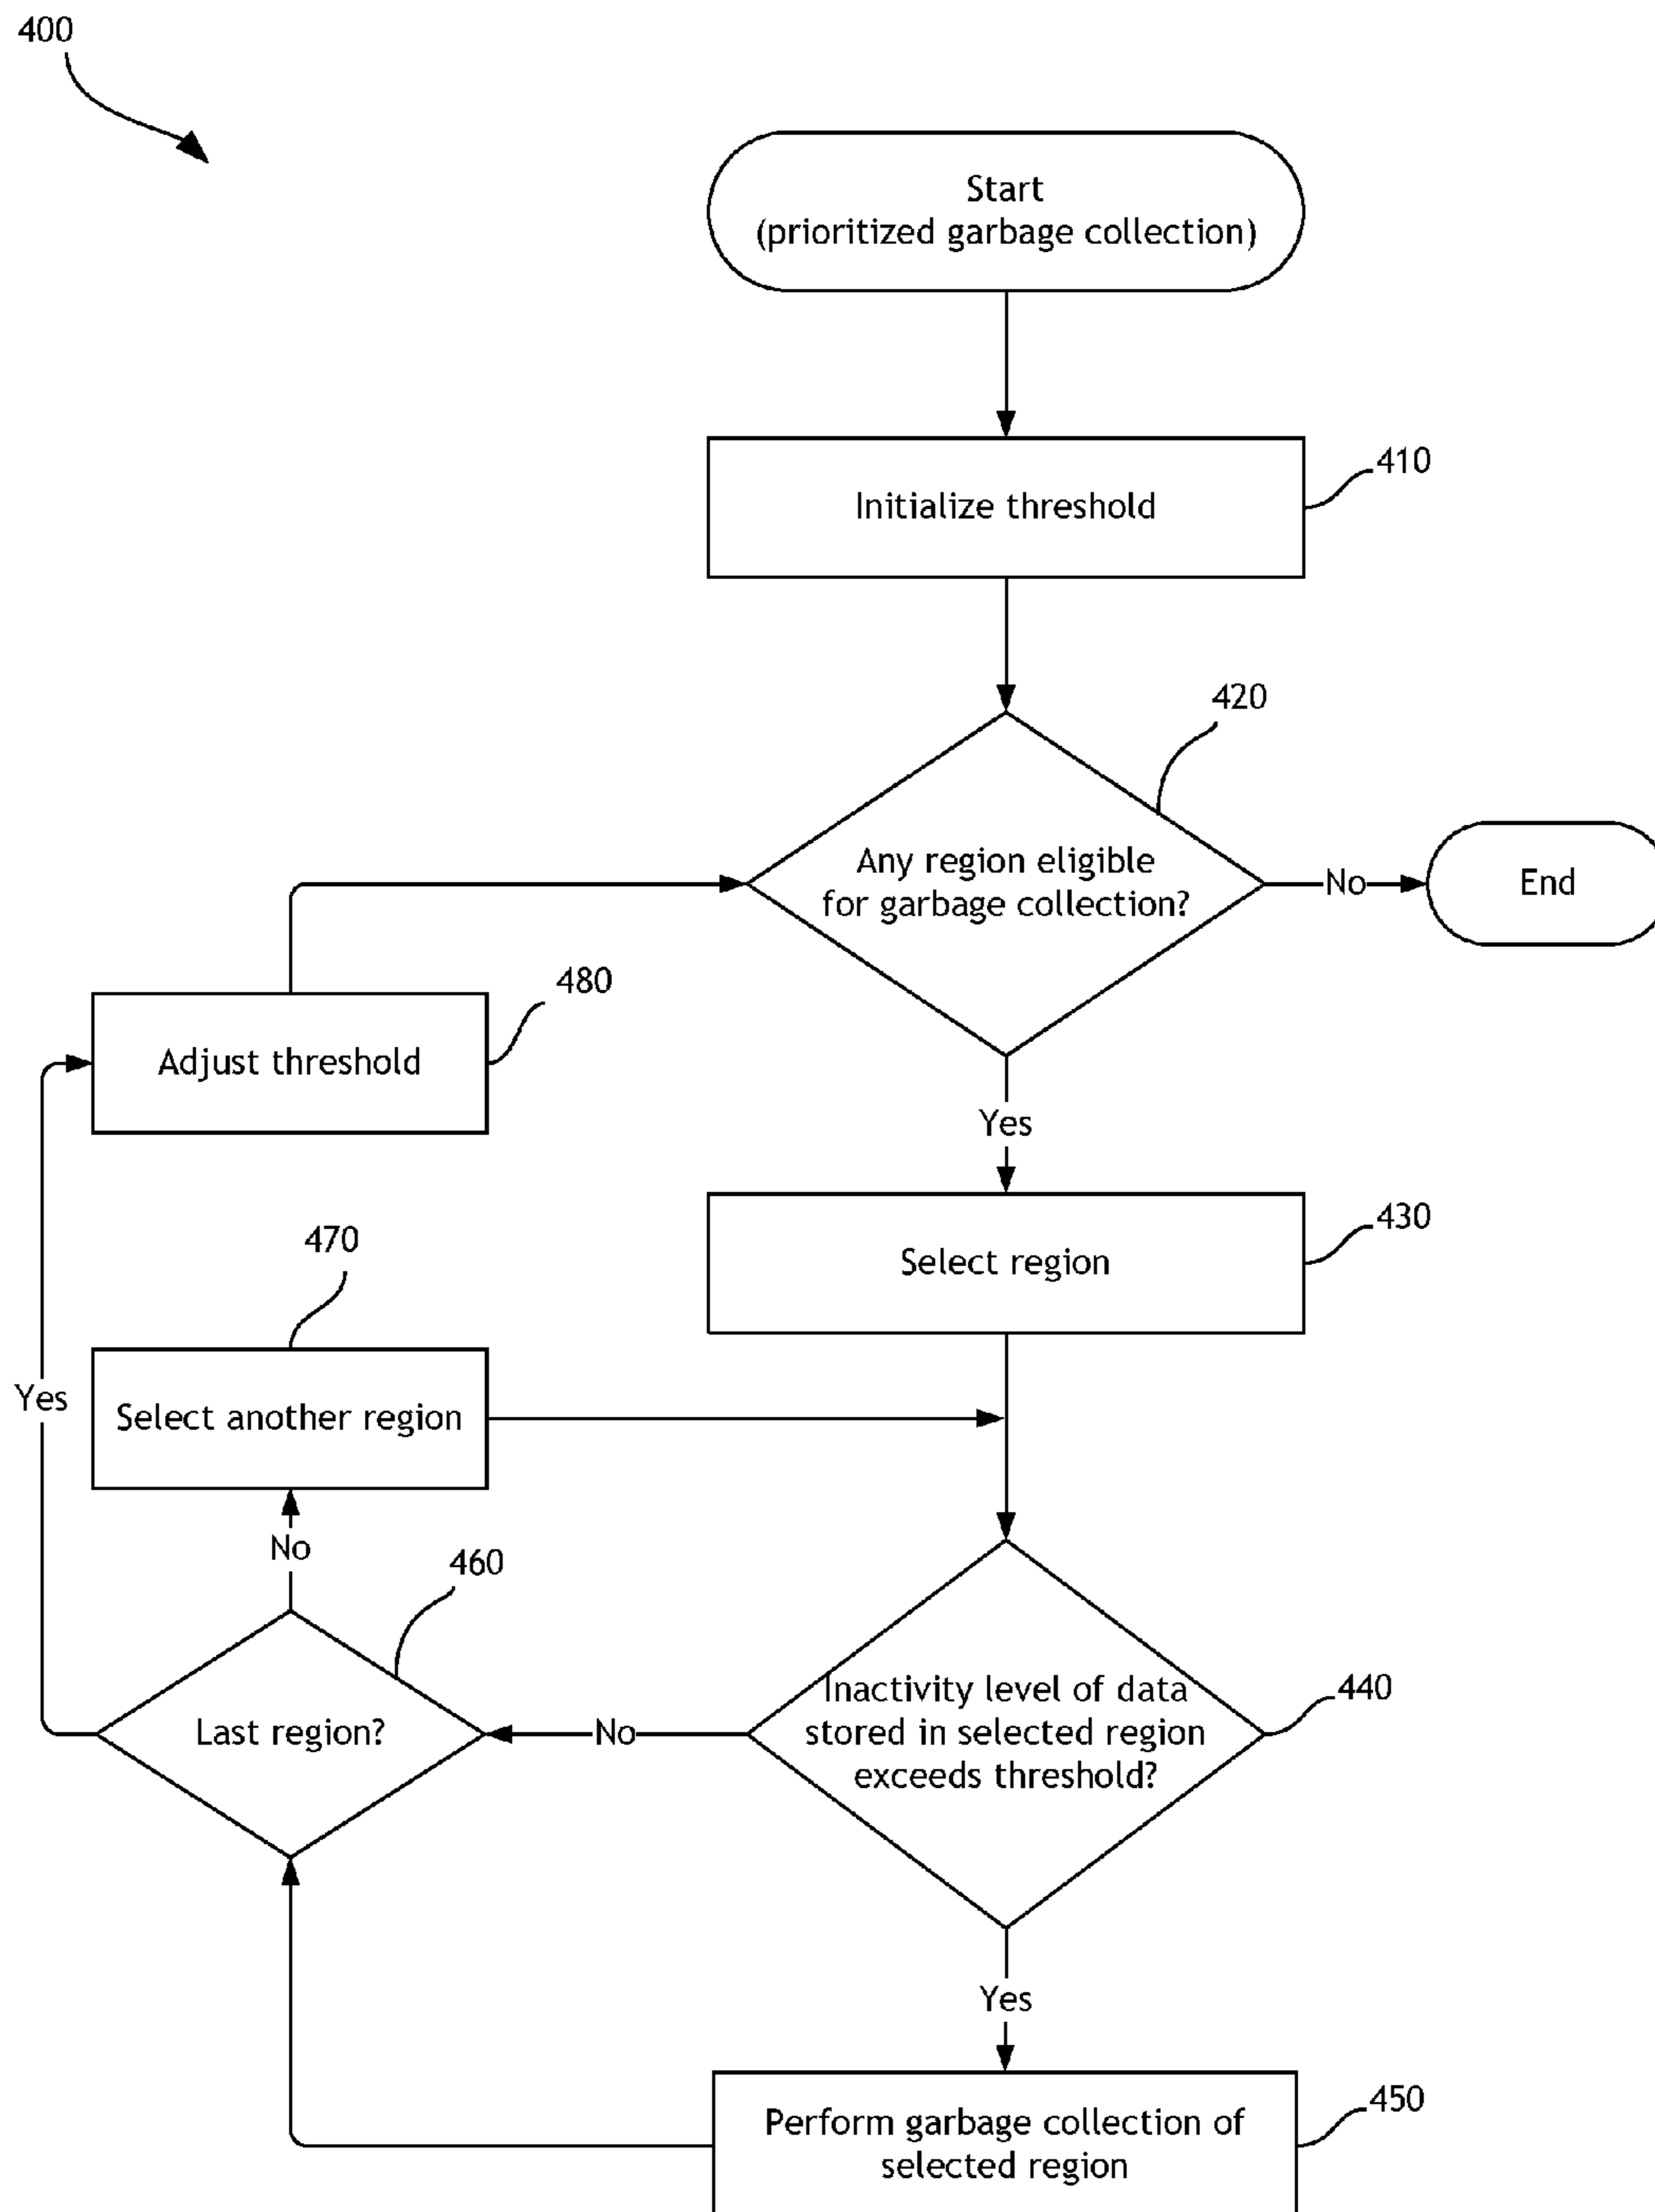 400
Start
(prioritized garbage collection)
410
Initialize threshold
420
Any region eligible
for garbage collection?
No
End
480
Adjust threshold
Yes
430
Select region
470
Select another region
Yes
No
460
440
Inactivity level of data
stored in selected region
exceeds threshold?
Last region?
No
Yes
450
Perform garbage collection of
selected region